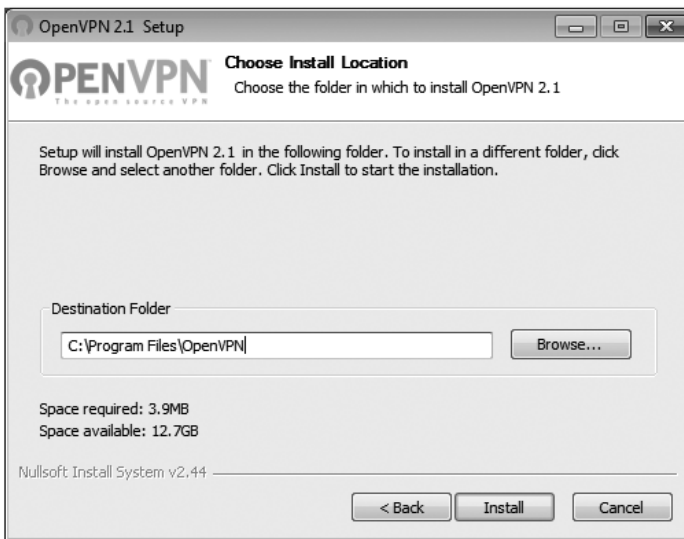 OpenVPN 2.1 Setup
OPENVPN
The open source VPN
Choose Install Location
Choose the folder in which to install OpenVPN 2.1
Setup will install OpenVPN 2.1 in the following folder. To install in a different folder, click
Browse and select another folder. Click Install to start the installation.
Destination Folder
C:\Program Files\OpenVPN
Browse...
Space required: 3.9MB
Space available: 12.7GB
Nullsoft Install System v2.44
< Back
Install
Cancel